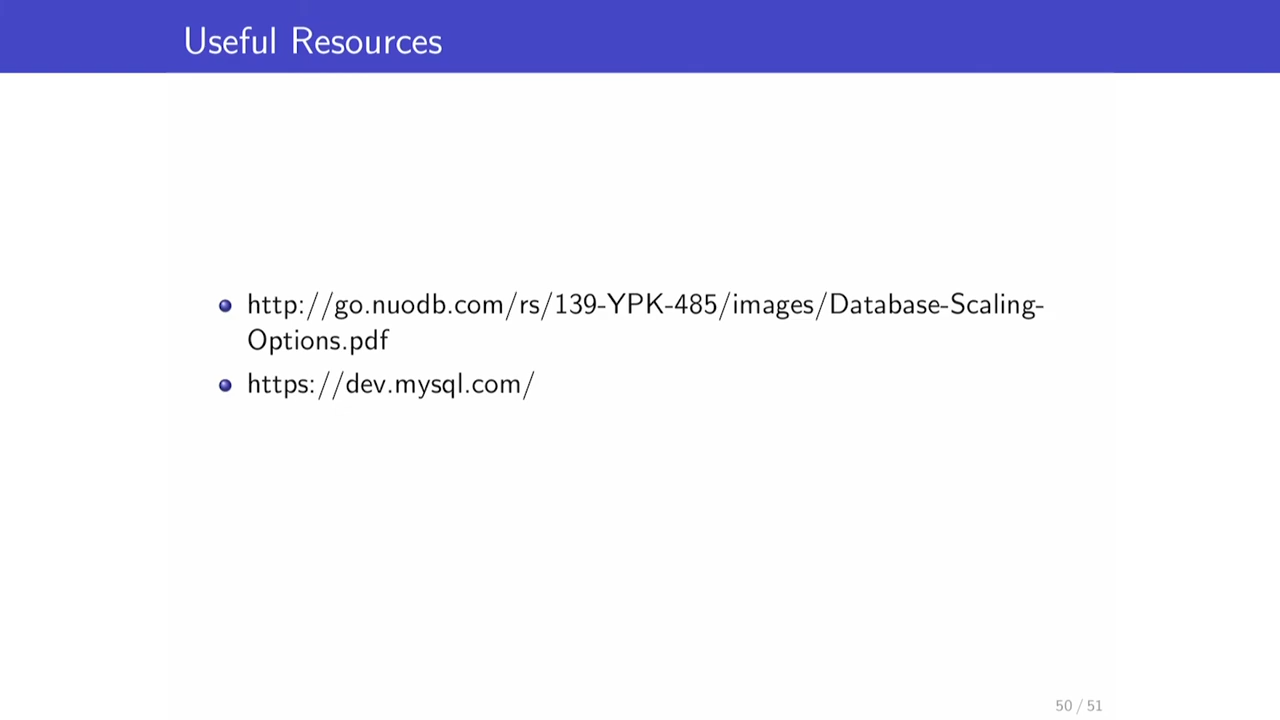 Useful Resources
http://go.nuodb.com/rs/139-YPK-485/images/Database-Scaling-
Options.pdf
https://dev.mysql.com/
50 / 51